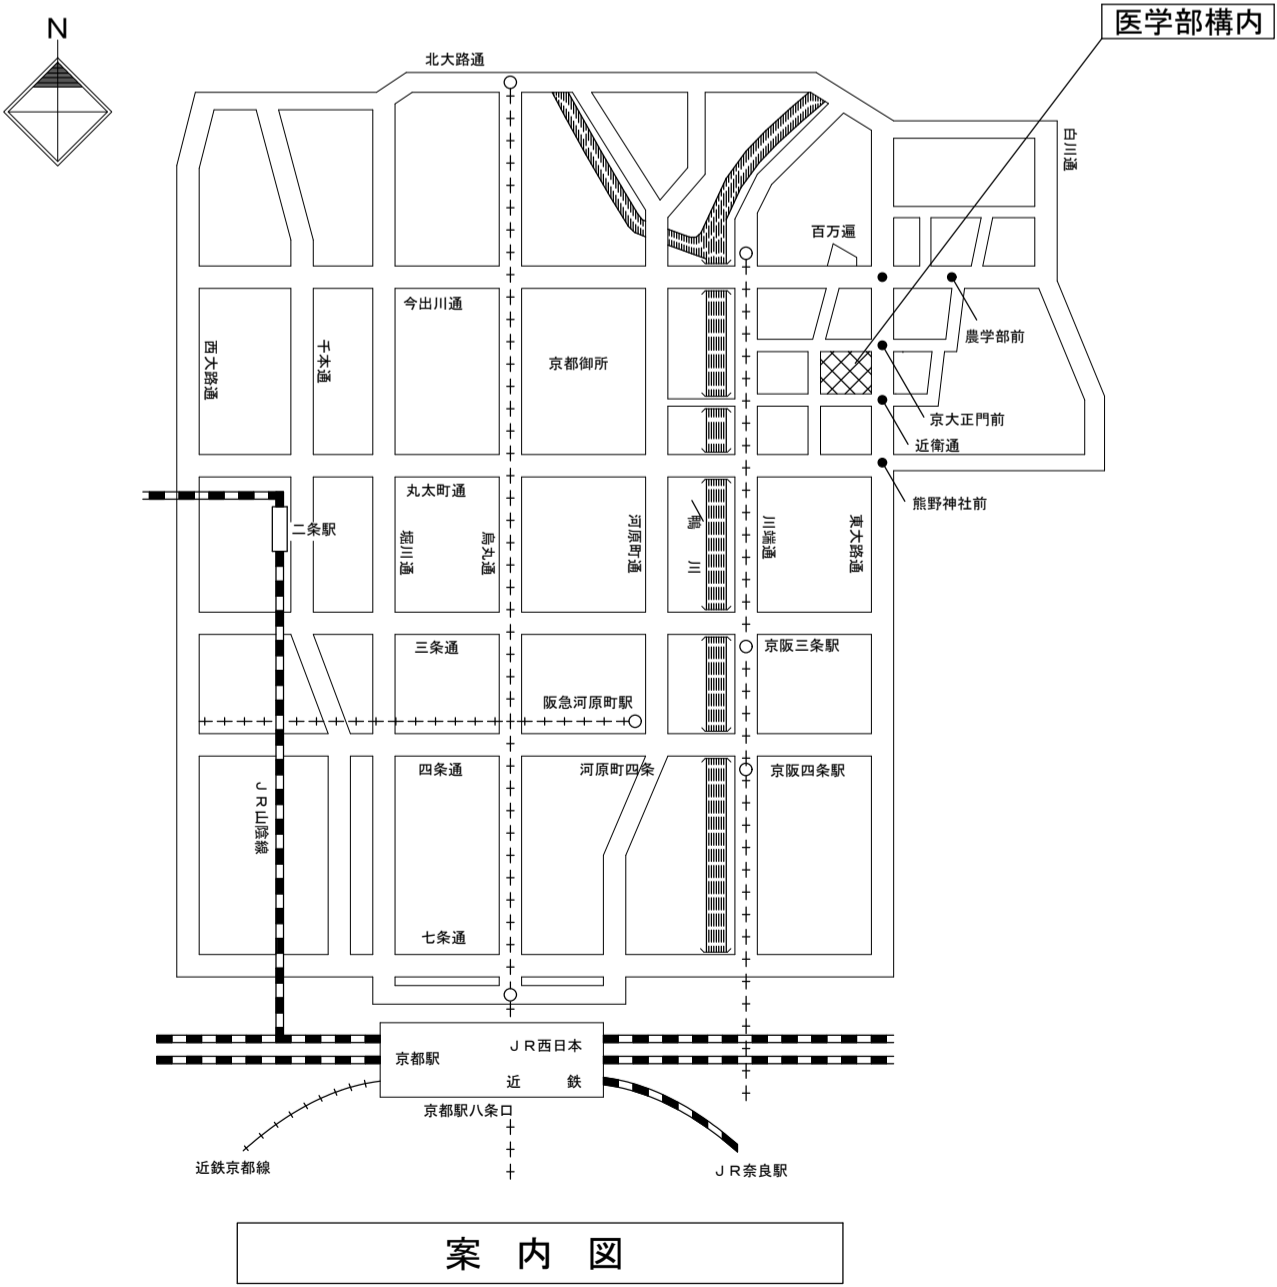 医学部構内
N
北大路通
白川通
百万遍
今出川通
農学部前
西大路通
千本通
京都御所
京大正門前
近衛通
丸太町通
熊野神社前
二条駅
堀川通
烏丸通
河原町通
鴨川
川端通
東大路通
三条通
京阪三条駅
阪急河原町駅
四条通
河原町四条
京阪四条駅
ＪＲ山陰線
七条通
ＪＲ西日本
京都駅
近　鉄
京都駅八条口
近鉄京都線
ＪＲ奈良駅
案 内 図